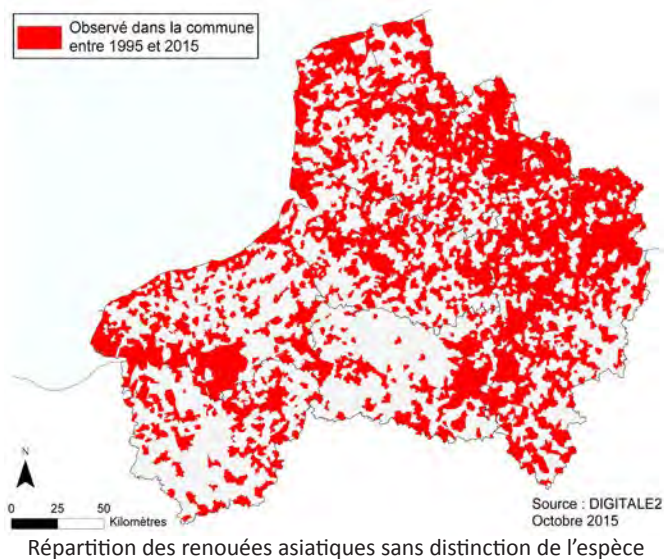 Observé dans la commune
entre 1995 et 2015
N
0 25 50
Kilomètres
Source : DIGITALE2
Octobre 2015
Répartition des renouées asiatiques sans distinction de l'espèce